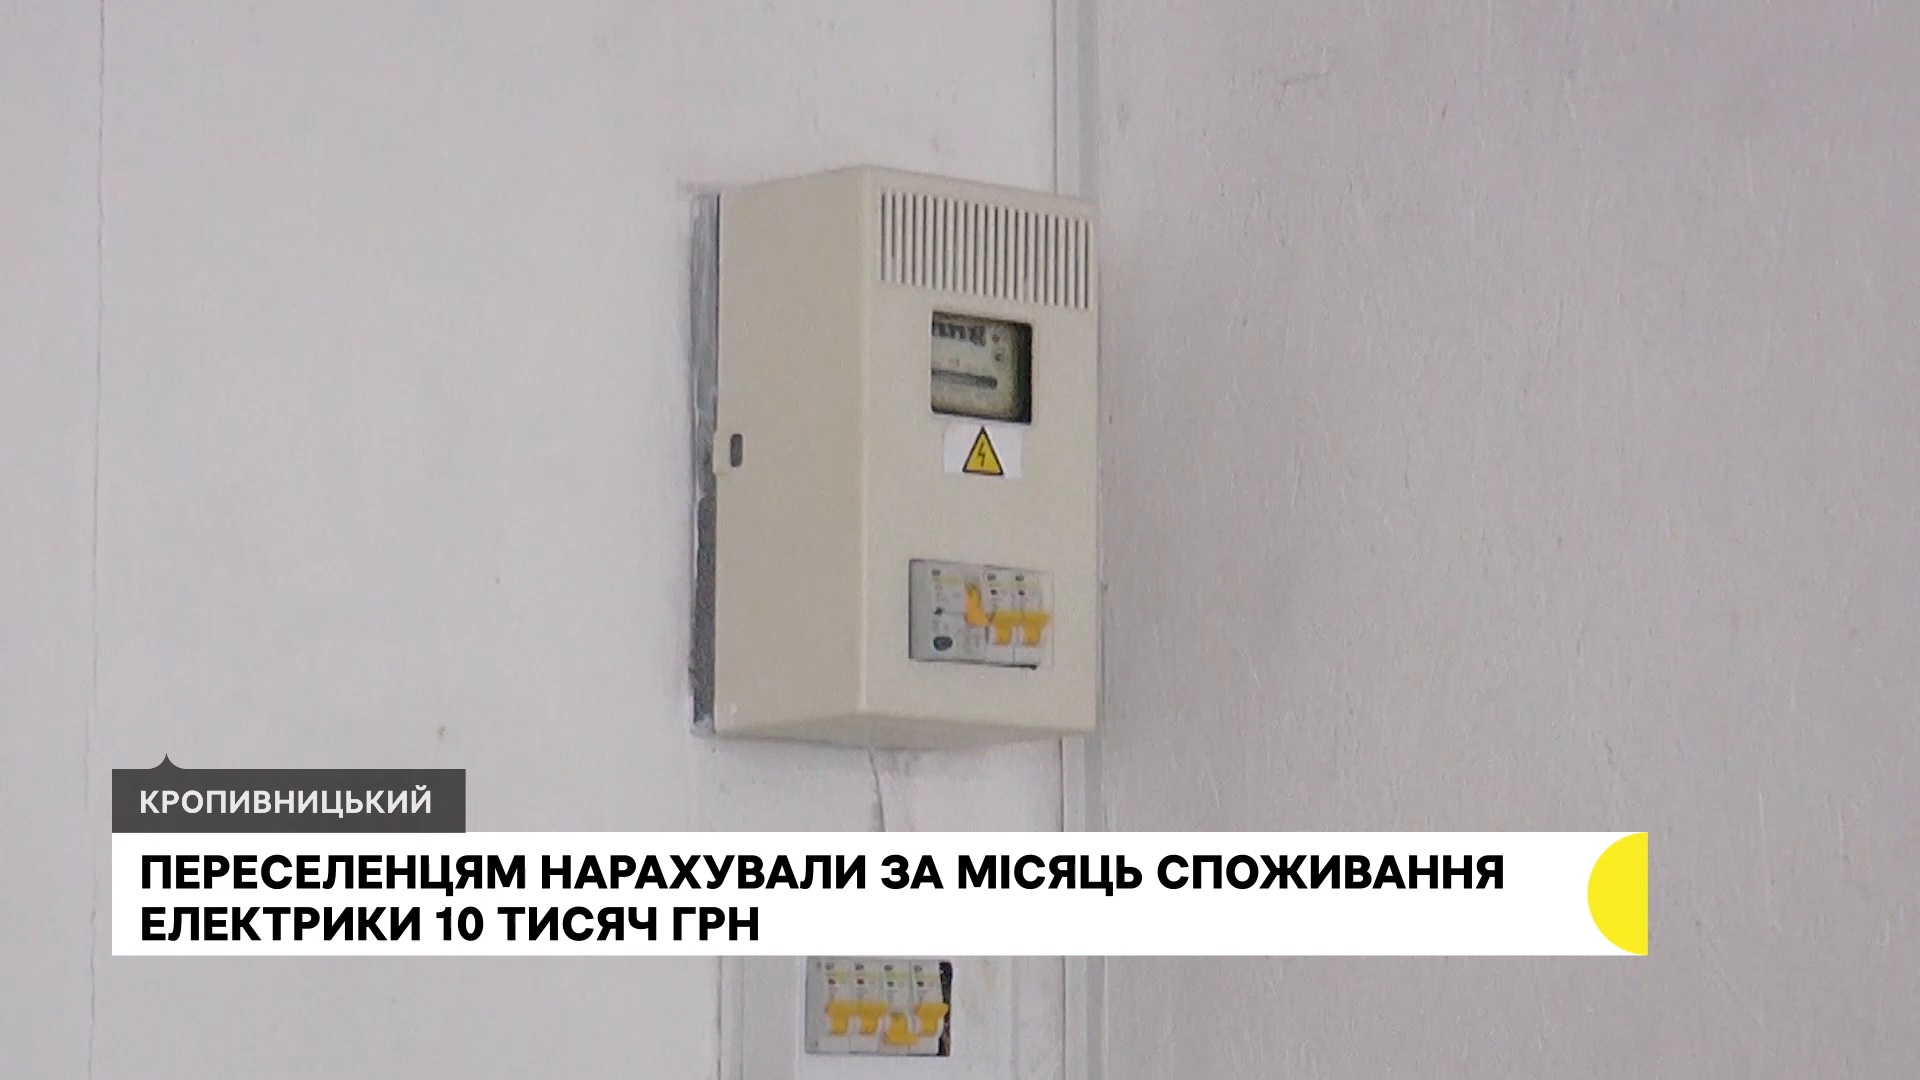 КРОПИВНИЦЬКИЙ
ПЕРЕСЕЛЕНЦЯМ НАРАХУВАЛИ ЗА МІСЯЦЬ СПОЖИВАННЯ
ЕЛЕКТРИКИ 10 ТИСЯЧ ГРН